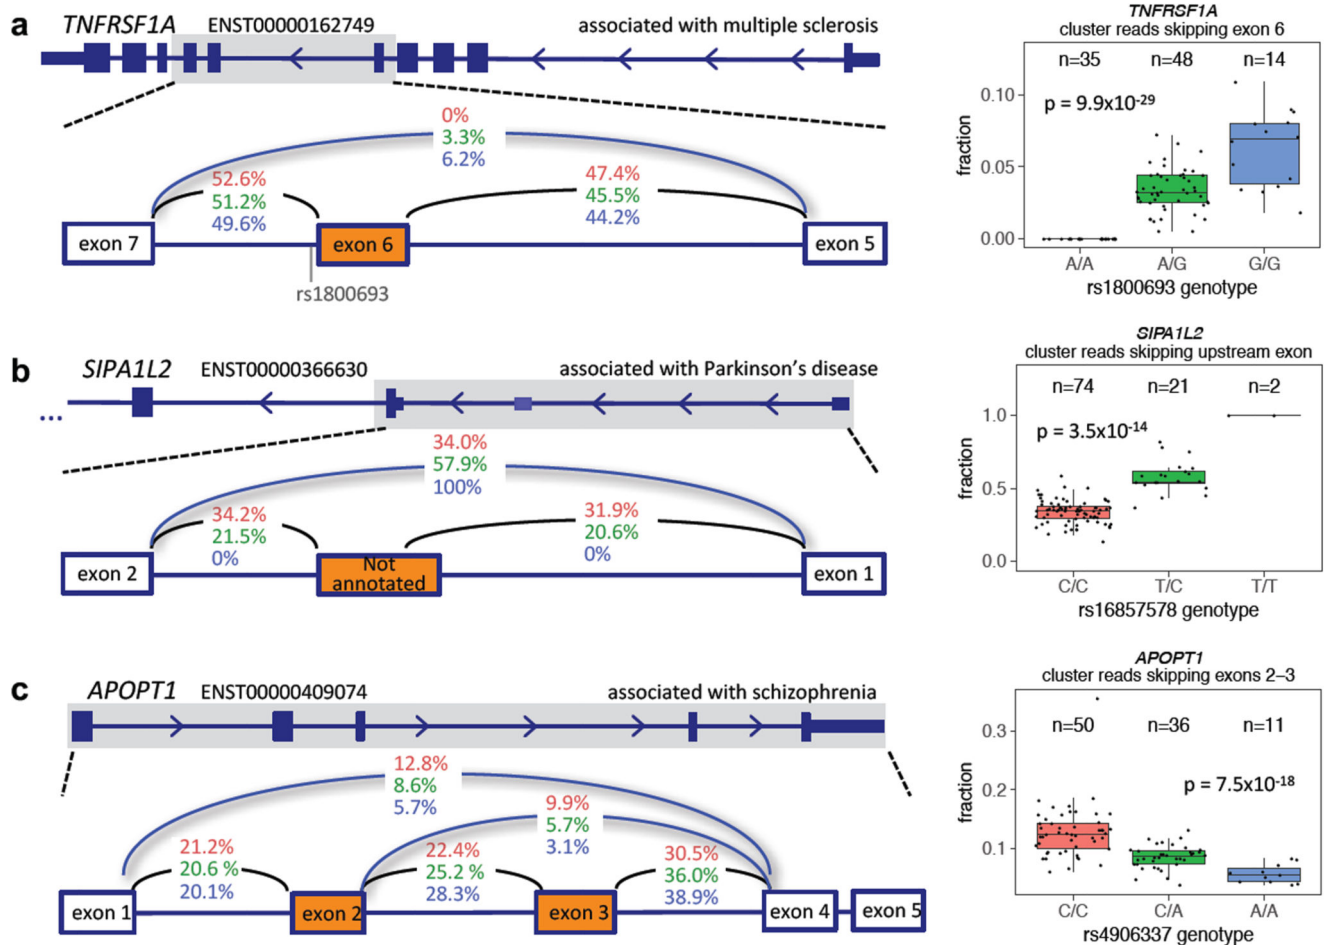 a
TNFRSF1A ENST00000162749 associated with multiple sclerosis
0%
3.3%
6.2%
52.6%
51.2%
49.6%
47.4%
45.5%
44.2%
exon 7 exon 6 exon 5
rs1800693
TNFRSF1A
cluster reads skipping exon 6
n=35 n=48 n=14
p = 9.9x10-29
fraction
0.10
0.05
0.00
A/A A/G G/G
rs1800693 genotype
b
SIPA1L2 ENST00000366630 associated with Parkinson's disease
...
34.0%
57.9%
100%
34.2%
21.5%
0%
31.9%
20.6%
0%
exon 2 Not annotated exon 1
SIPA1L2
cluster reads skipping upstream exon
n=74 n=21 n=2
p = 3.5x10-14
fraction
1.0
0.5
0.0
C/C T/C T/T
rs16857578 genotype
c
APOPT1 ENST00000409074 associated with schizophrenia
12.8%
8.6%
5.7%
9.9%
5.7%
3.1%
21.2%
20.6 %
20.1%
22.4%
25.2 %
28.3%
30.5%
36.0%
38.9%
exon 1 exon 2 exon 3 exon 4 exon 5
APOPT1
cluster reads skipping exons 2–3
n=50 n=36 n=11
p = 7.5x10-18
fraction
0.3
0.2
0.1
C/C C/A A/A
rs4906337 genotype